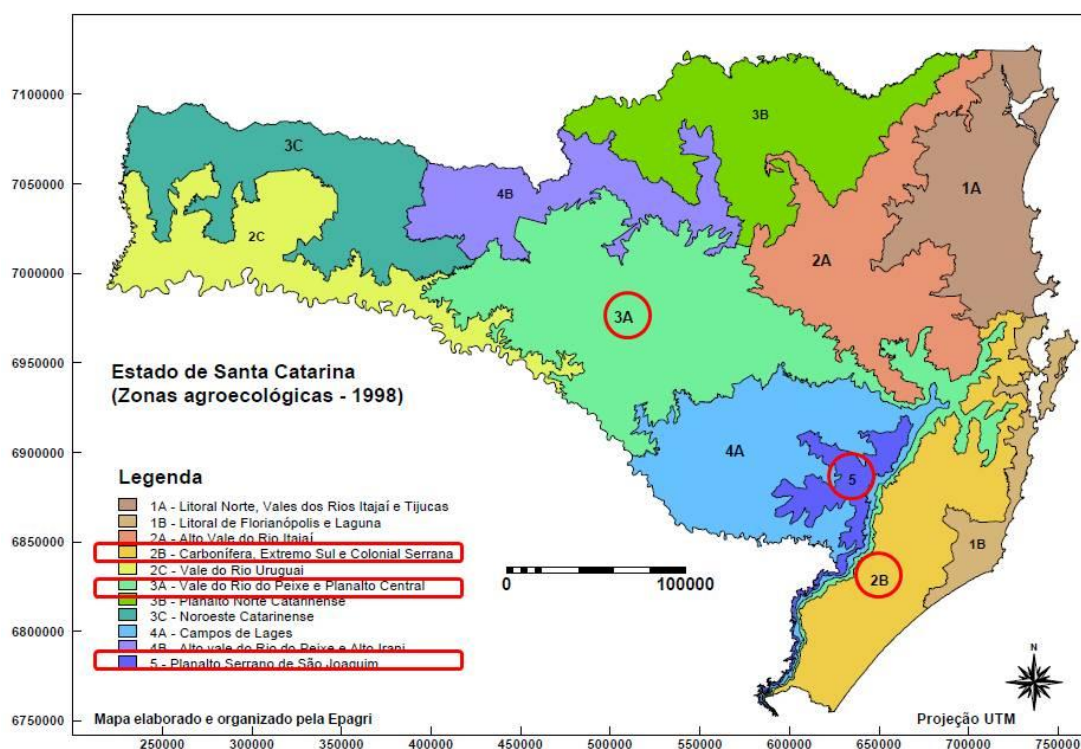 7100000
7050000
7000000
6950000
6900000
6850000
6800000
6750000
3B
3C
1A
4B
2C
2A
3A
4A
5
1B
2B
Estado de Santa Catarina
(Zonas agroecológicas - 1998)
Legenda
1A - Litoral Norte, Vales dos Rios Itajaí e Tijucas
1B - Litoral de Florianópolis e Laguna
2A - Alto Vale do Rio Itajaí
2B - Carbonífera, Extremo Sul e Colonial Serrana
2C - Vale do Rio Uruguai
3A - Vale do Rio do Peixe e Planalto Central
3B - Planalto Norte Catarinense
3C - Noroeste Catarinense
4A - Campos de Lages
4B - Alto vale do Rio do Peixe e Alto Irani
5 - Planalto Serrano de São Joaquim
0 100000
N
Mapa elaborado e organizado pela Epagri
Projeção UTM
250000 300000 350000 400000 450000 500000 550000 600000 650000 700000 750000